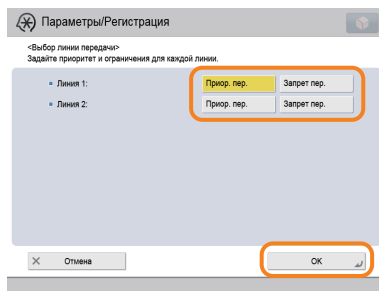 Параметры/Регистрация
<Выбор линии передачи>
Задайте приоритет и ограничения для каждой линии.
Линия 1: Приор. пер. Запрет пер.
Линия 2: Приор. пер. Запрет пер.
Отмена OK